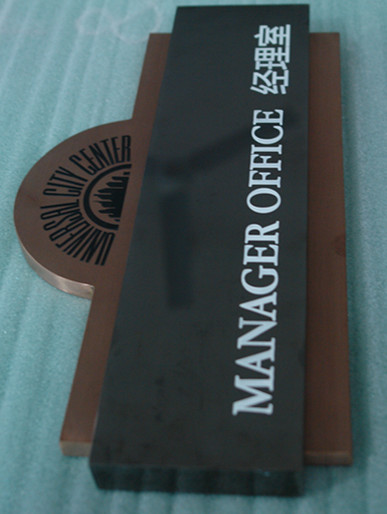 UNIVERSAL CITY CENTER
MANAGER OFFICE 经理室